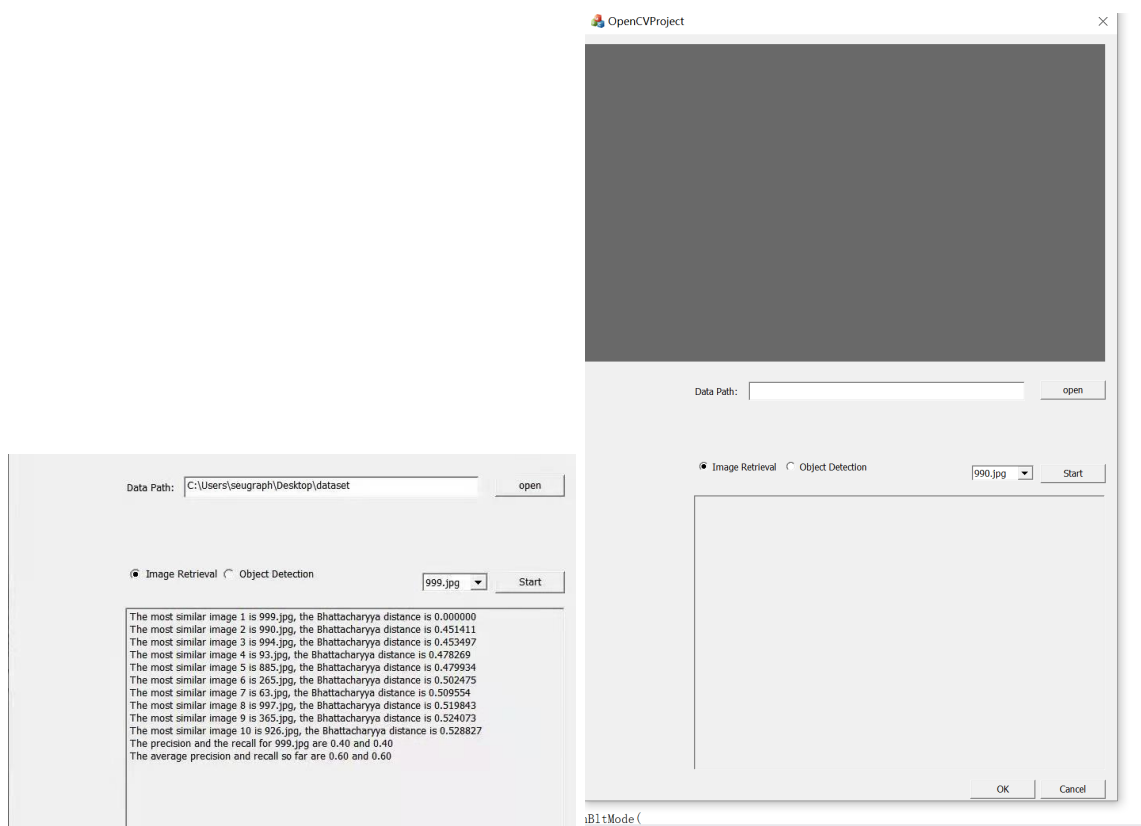 OpenCVProject
Data Path:
open
Image Retrieval
Object Detection
990.jpg
Start
OK
Cancel
Data Path:
C:\Users\seugraph\Desktop\dataset
open
Image Retrieval
Object Detection
999.jpg
Start
The most similar image 1 is 999.jpg, the Bhattacharyya distance is 0.000000
The most similar image 2 is 990.jpg, the Bhattacharyya distance is 0.451411
The most similar image 3 is 994.jpg, the Bhattacharyya distance is 0.453497
The most similar image 4 is 93.jpg, the Bhattacharyya distance is 0.478269
The most similar image 5 is 885.jpg, the Bhattacharyya distance is 0.479934
The most similar image 6 is 265.jpg, the Bhattacharyya distance is 0.502475
The most similar image 7 is 63.jpg, the Bhattacharyya distance is 0.509554
The most similar image 8 is 997.jpg, the Bhattacharyya distance is 0.519843
The most similar image 9 is 365.jpg, the Bhattacharyya distance is 0.524073
The most similar image 10 is 926.jpg, the Bhattacharyya distance is 0.528827
The precision and the recall for 999.jpg are 0.40 and 0.40
The average precision and recall so far are 0.60 and 0.60